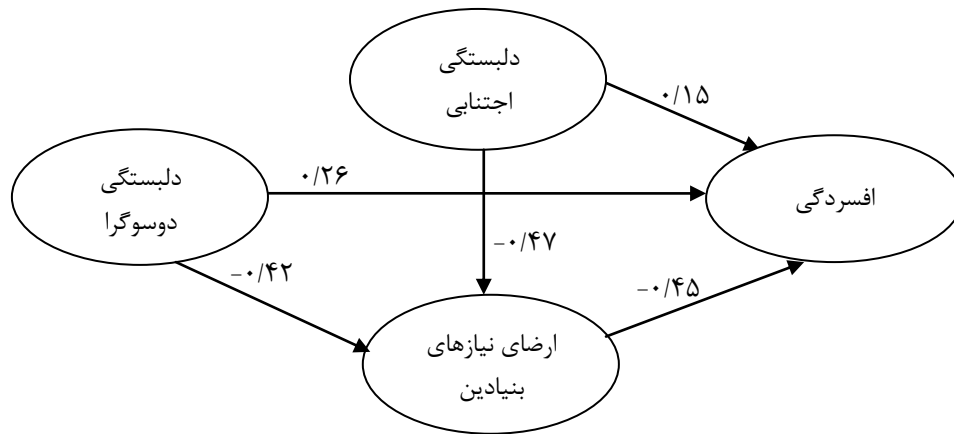 دلبستگی
اجتنابی
۰/۱۵
دلبستگی
دوسوگرا
۰/۲۶
افسردگی
-۰/۴۷
-۰/۴۲
-۰/۴۵
ارضای نیازهای
بنیادین